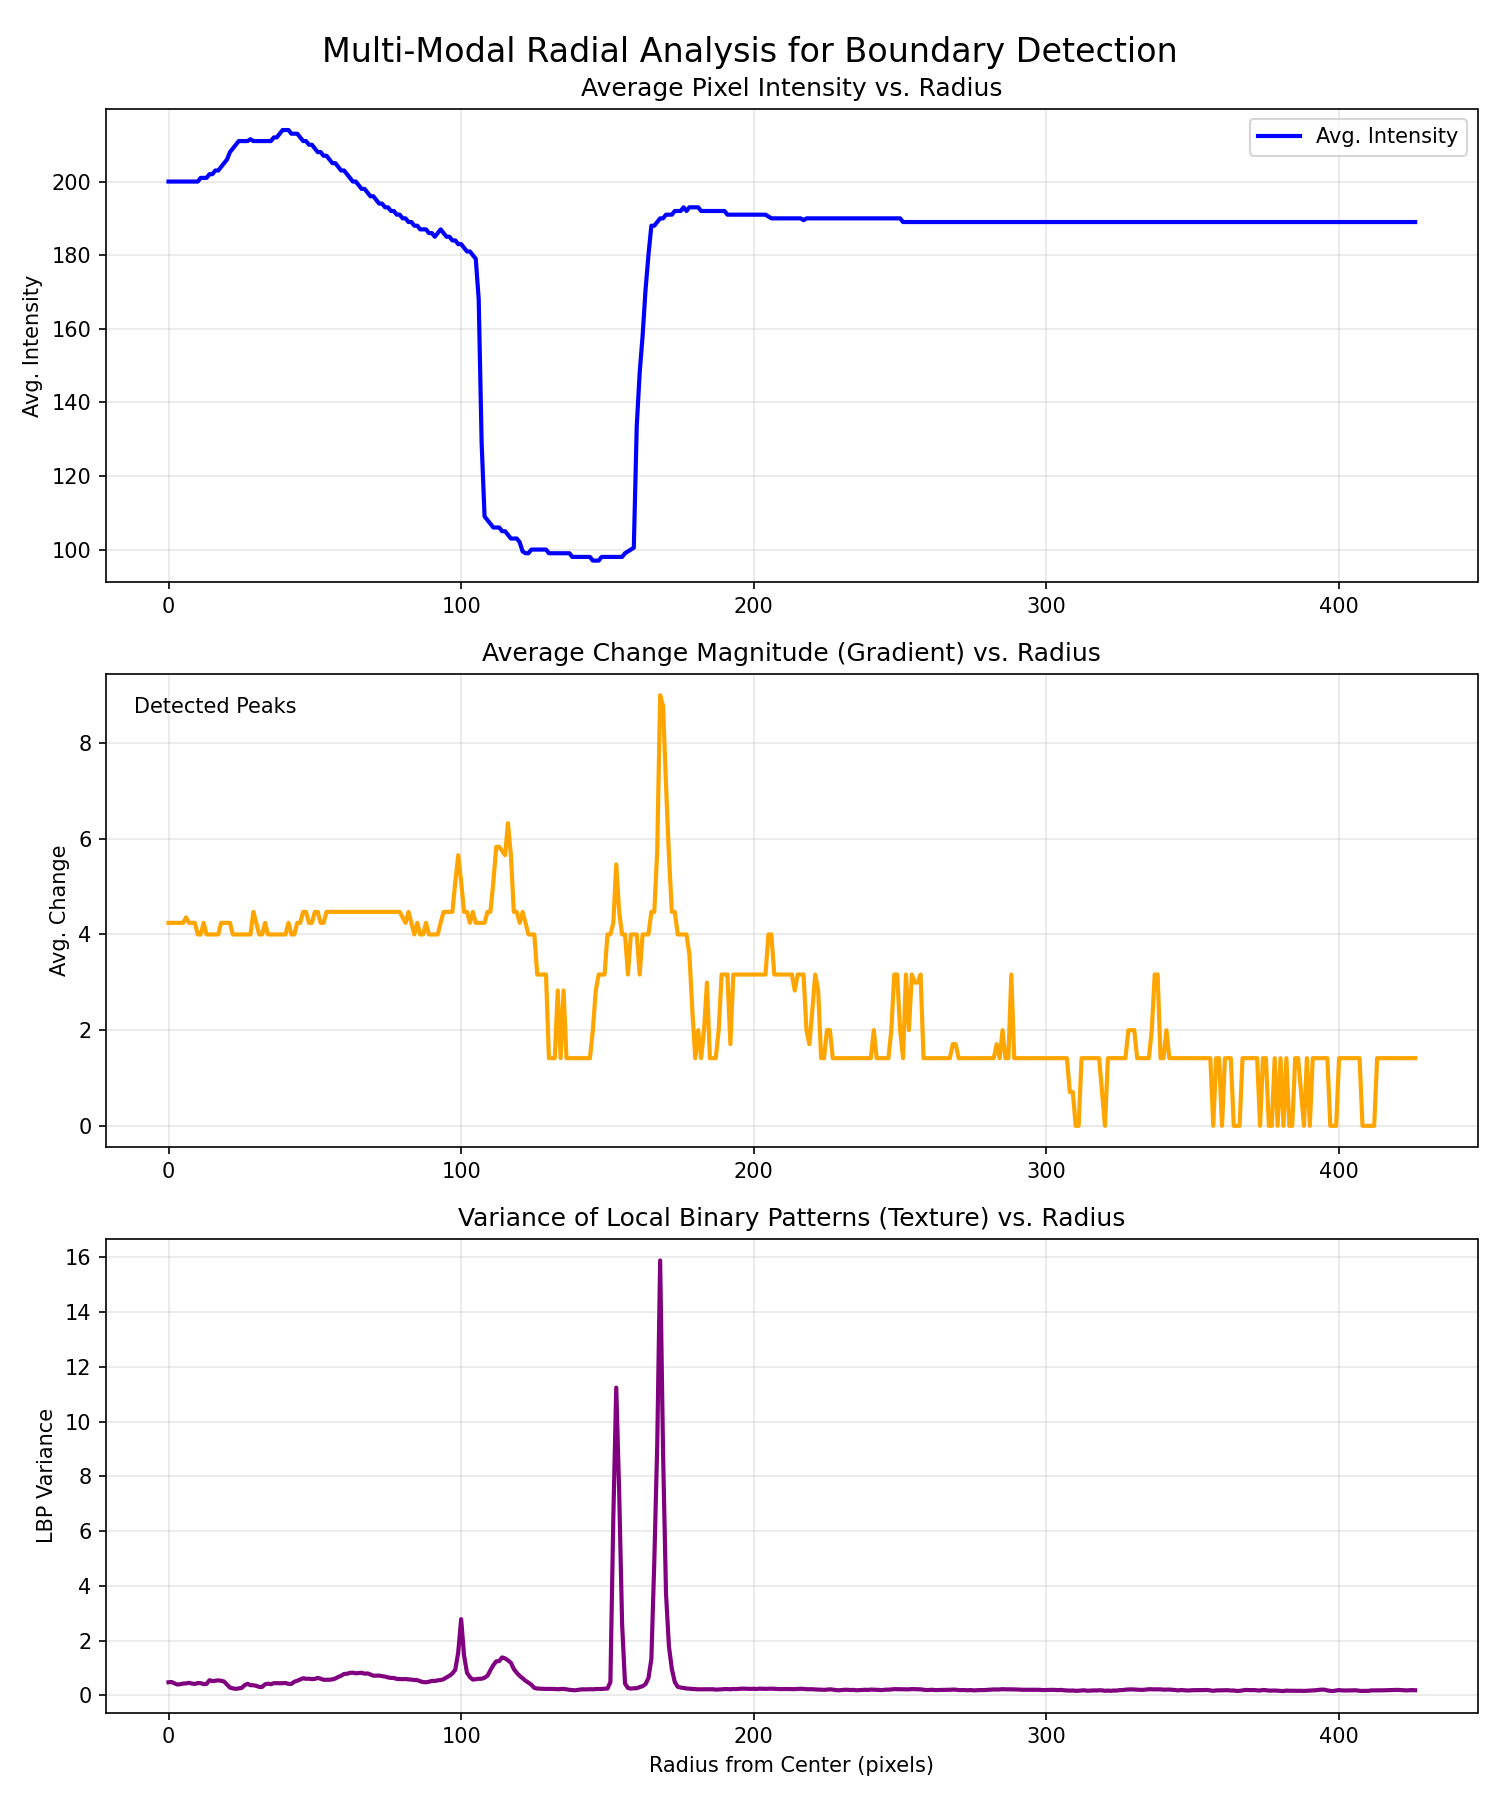 Multi-Modal Radial Analysis for Boundary Detection
Average Pixel Intensity vs. Radius
Avg. Intensity
Avg. Intensity
200
180
160
140
120
100
0 100 200 300 400
Average Change Magnitude (Gradient) vs. Radius
Detected Peaks
Avg. Change
8
6
4
2
0
0 100 200 300 400
Variance of Local Binary Patterns (Texture) vs. Radius
LBP Variance
16
14
12
10
8
6
4
2
0
0 100 200 300 400
Radius from Center (pixels)